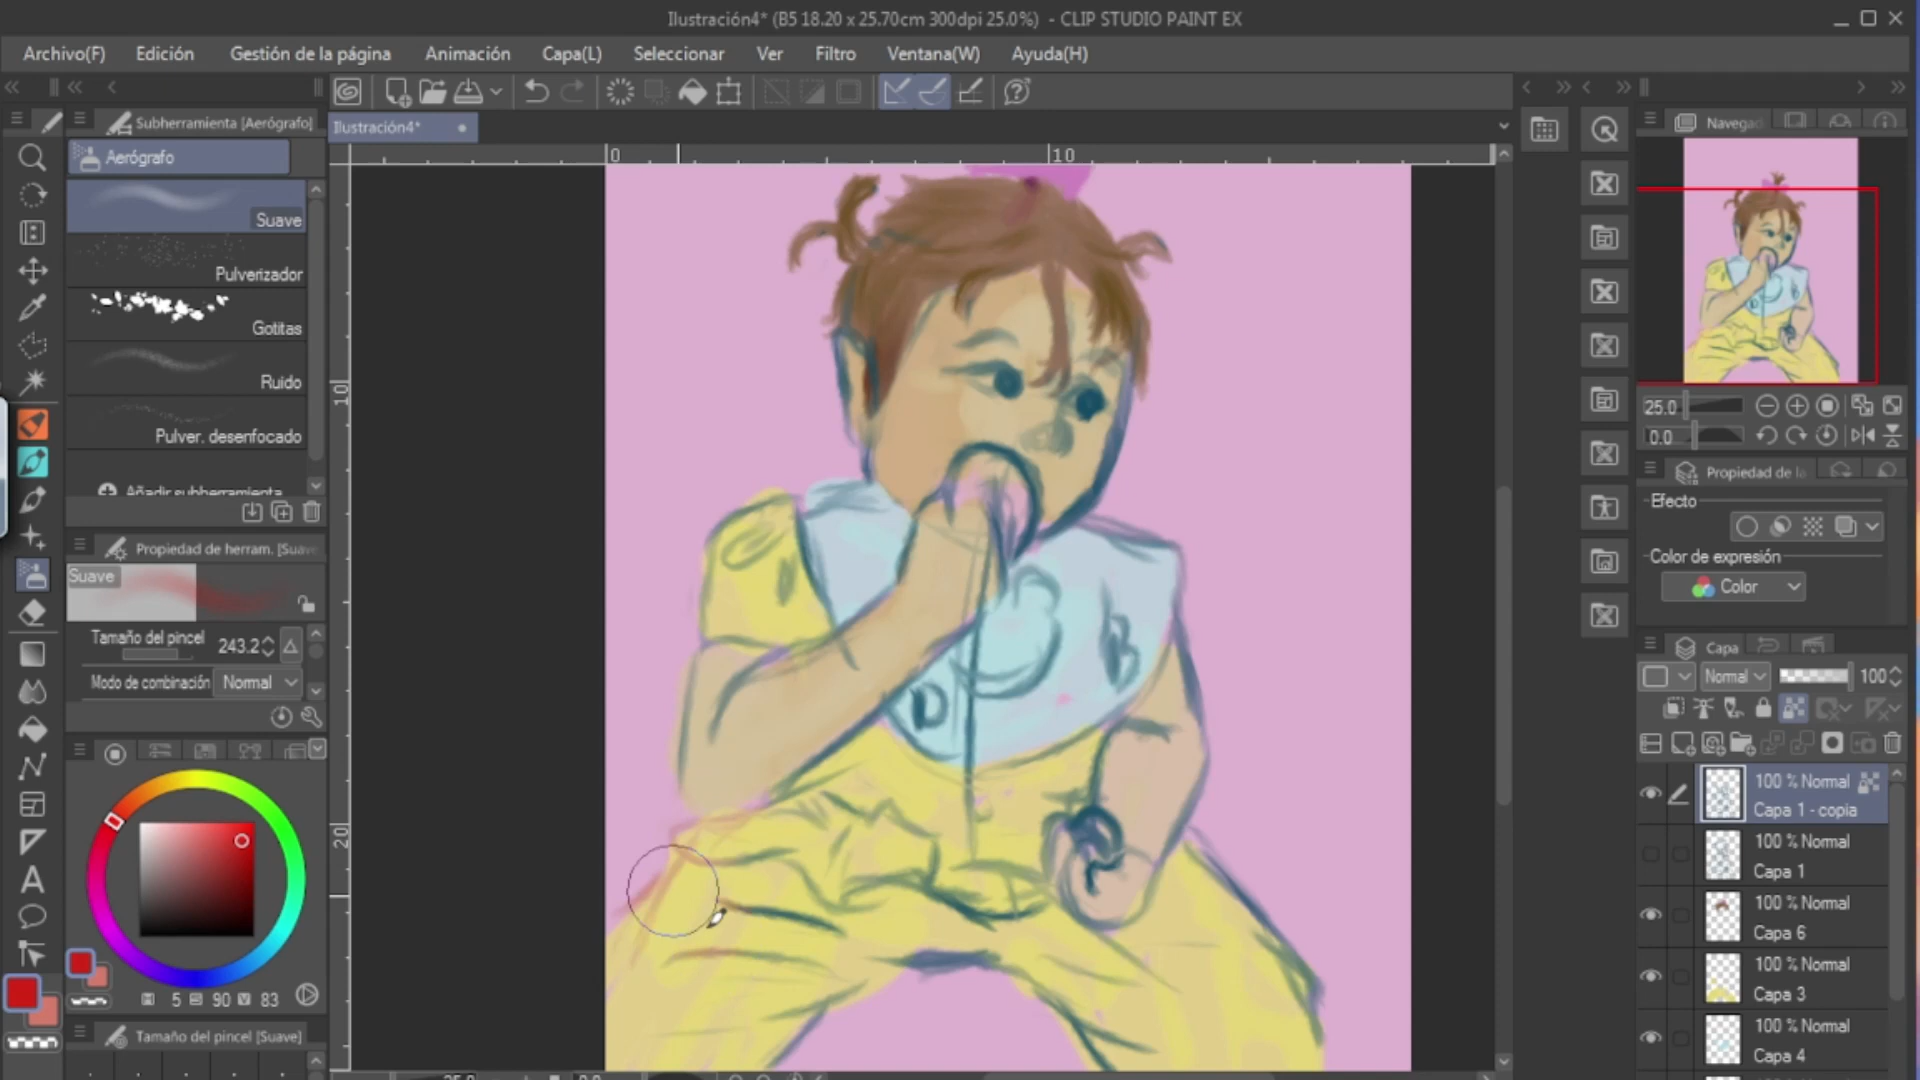 Ilustración4* (B5 18.20 x 25.70cm 300dpi 25.0%) - CLIP STUDIO PAINT EX
Archivo(F) Edición Gestión de la página Animación Capa(L) Seleccionar Ver Filtro Ventana(W) Ayuda(H)
Subherramienta [Aerógrafo]
Ilustración4*
Navegad
Aerógrafo
0 10
Suave
Pulverizador
Gotitas
Ruido
Pulver. desenfocado
Añadir subherramienta
10
20
25.0
0.0
Propiedad de la
Efecto
Color de expresión
Color
Propiedad de herram. [Suave
Suave
Tamaño del pincel 243.2
Modo de combinación Normal
D B
Capa
Normal 100
100 % Normal
Capa 1 - copia
100 % Normal
Capa 1
100 % Normal
Capa 6
100 % Normal
Capa 3
100 % Normal
Capa 4
H 5 S 90 V 83
Tamaño del pincel [Suave]
A